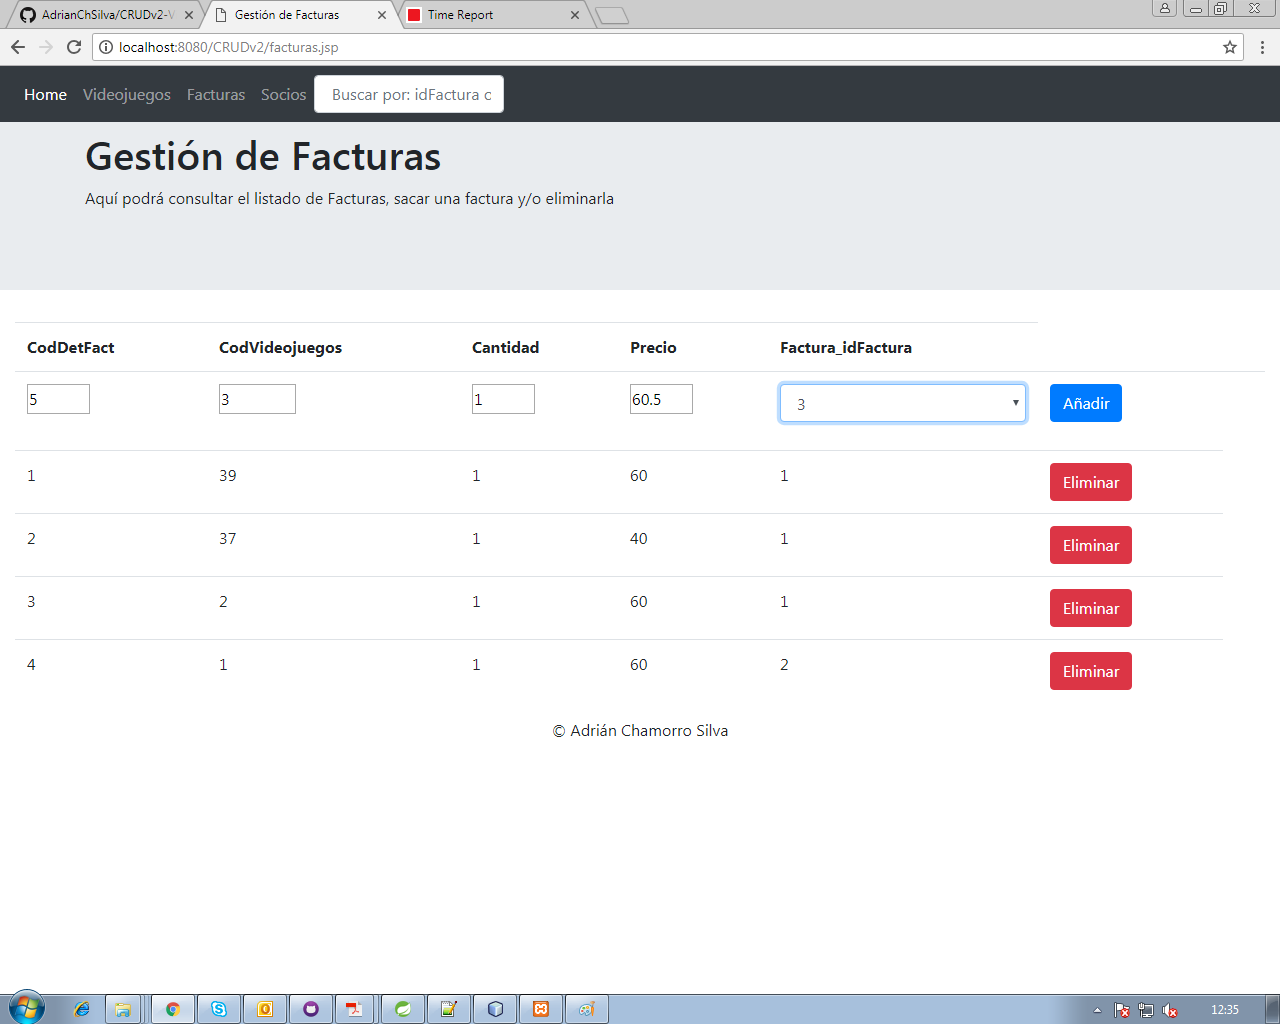 AdrianChSilva/CRUDv2-V
Gestión de Facturas
Time Report
localhost:8080/CRUDv2/facturas.jsp
Home Videojuegos Facturas Socios Buscar por: idFactura o
Gestión de Facturas
Aquí podrá consultar el listado de Facturas, sacar una factura y/o eliminarla
CodDetFact CodVideojuegos Cantidad Precio Factura_idFactura
5 3 1 60.5 3 Añadir
1 39 1 60 1 Eliminar
2 37 1 40 1 Eliminar
3 2 1 60 1 Eliminar
4 1 1 60 2 Eliminar
© Adrián Chamorro Silva
12:35